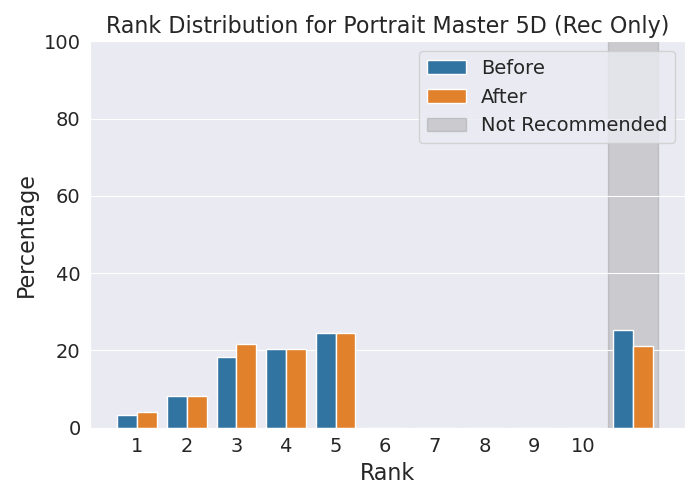 Rank Distribution for Portrait Master 5D (Rec Only)
100
80
60
40
20
0
Percentage
Before
After
Not Recommended
1 2 3 4 5 6 7 8 9 10
Rank